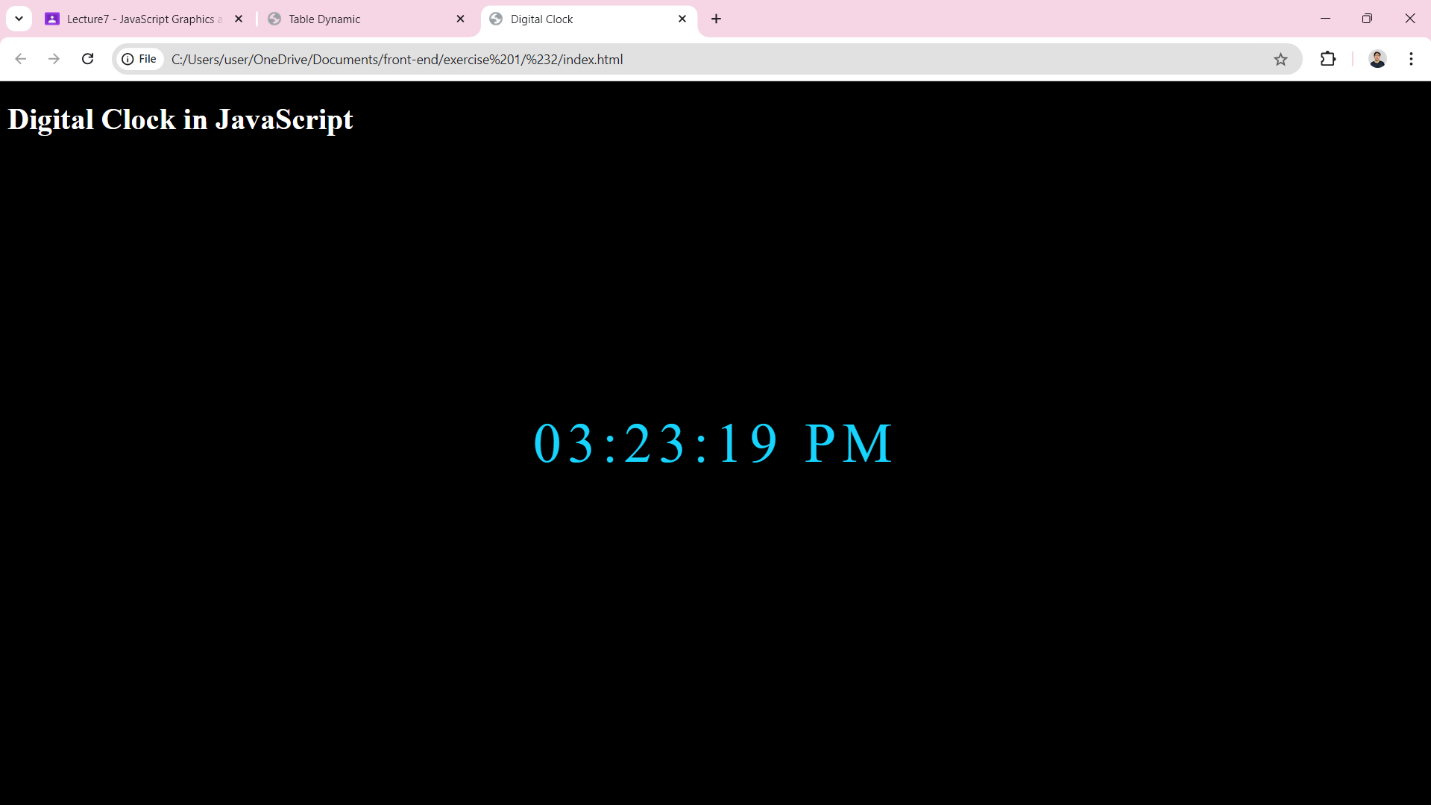 Lecture7 - JavaScript Graphics
Table Dynamic
Digital Clock
File
C:/Users/user/OneDrive/Documents/front-end/exercise%201/%232/index.html
Digital Clock in JavaScript
03:23:19 PM